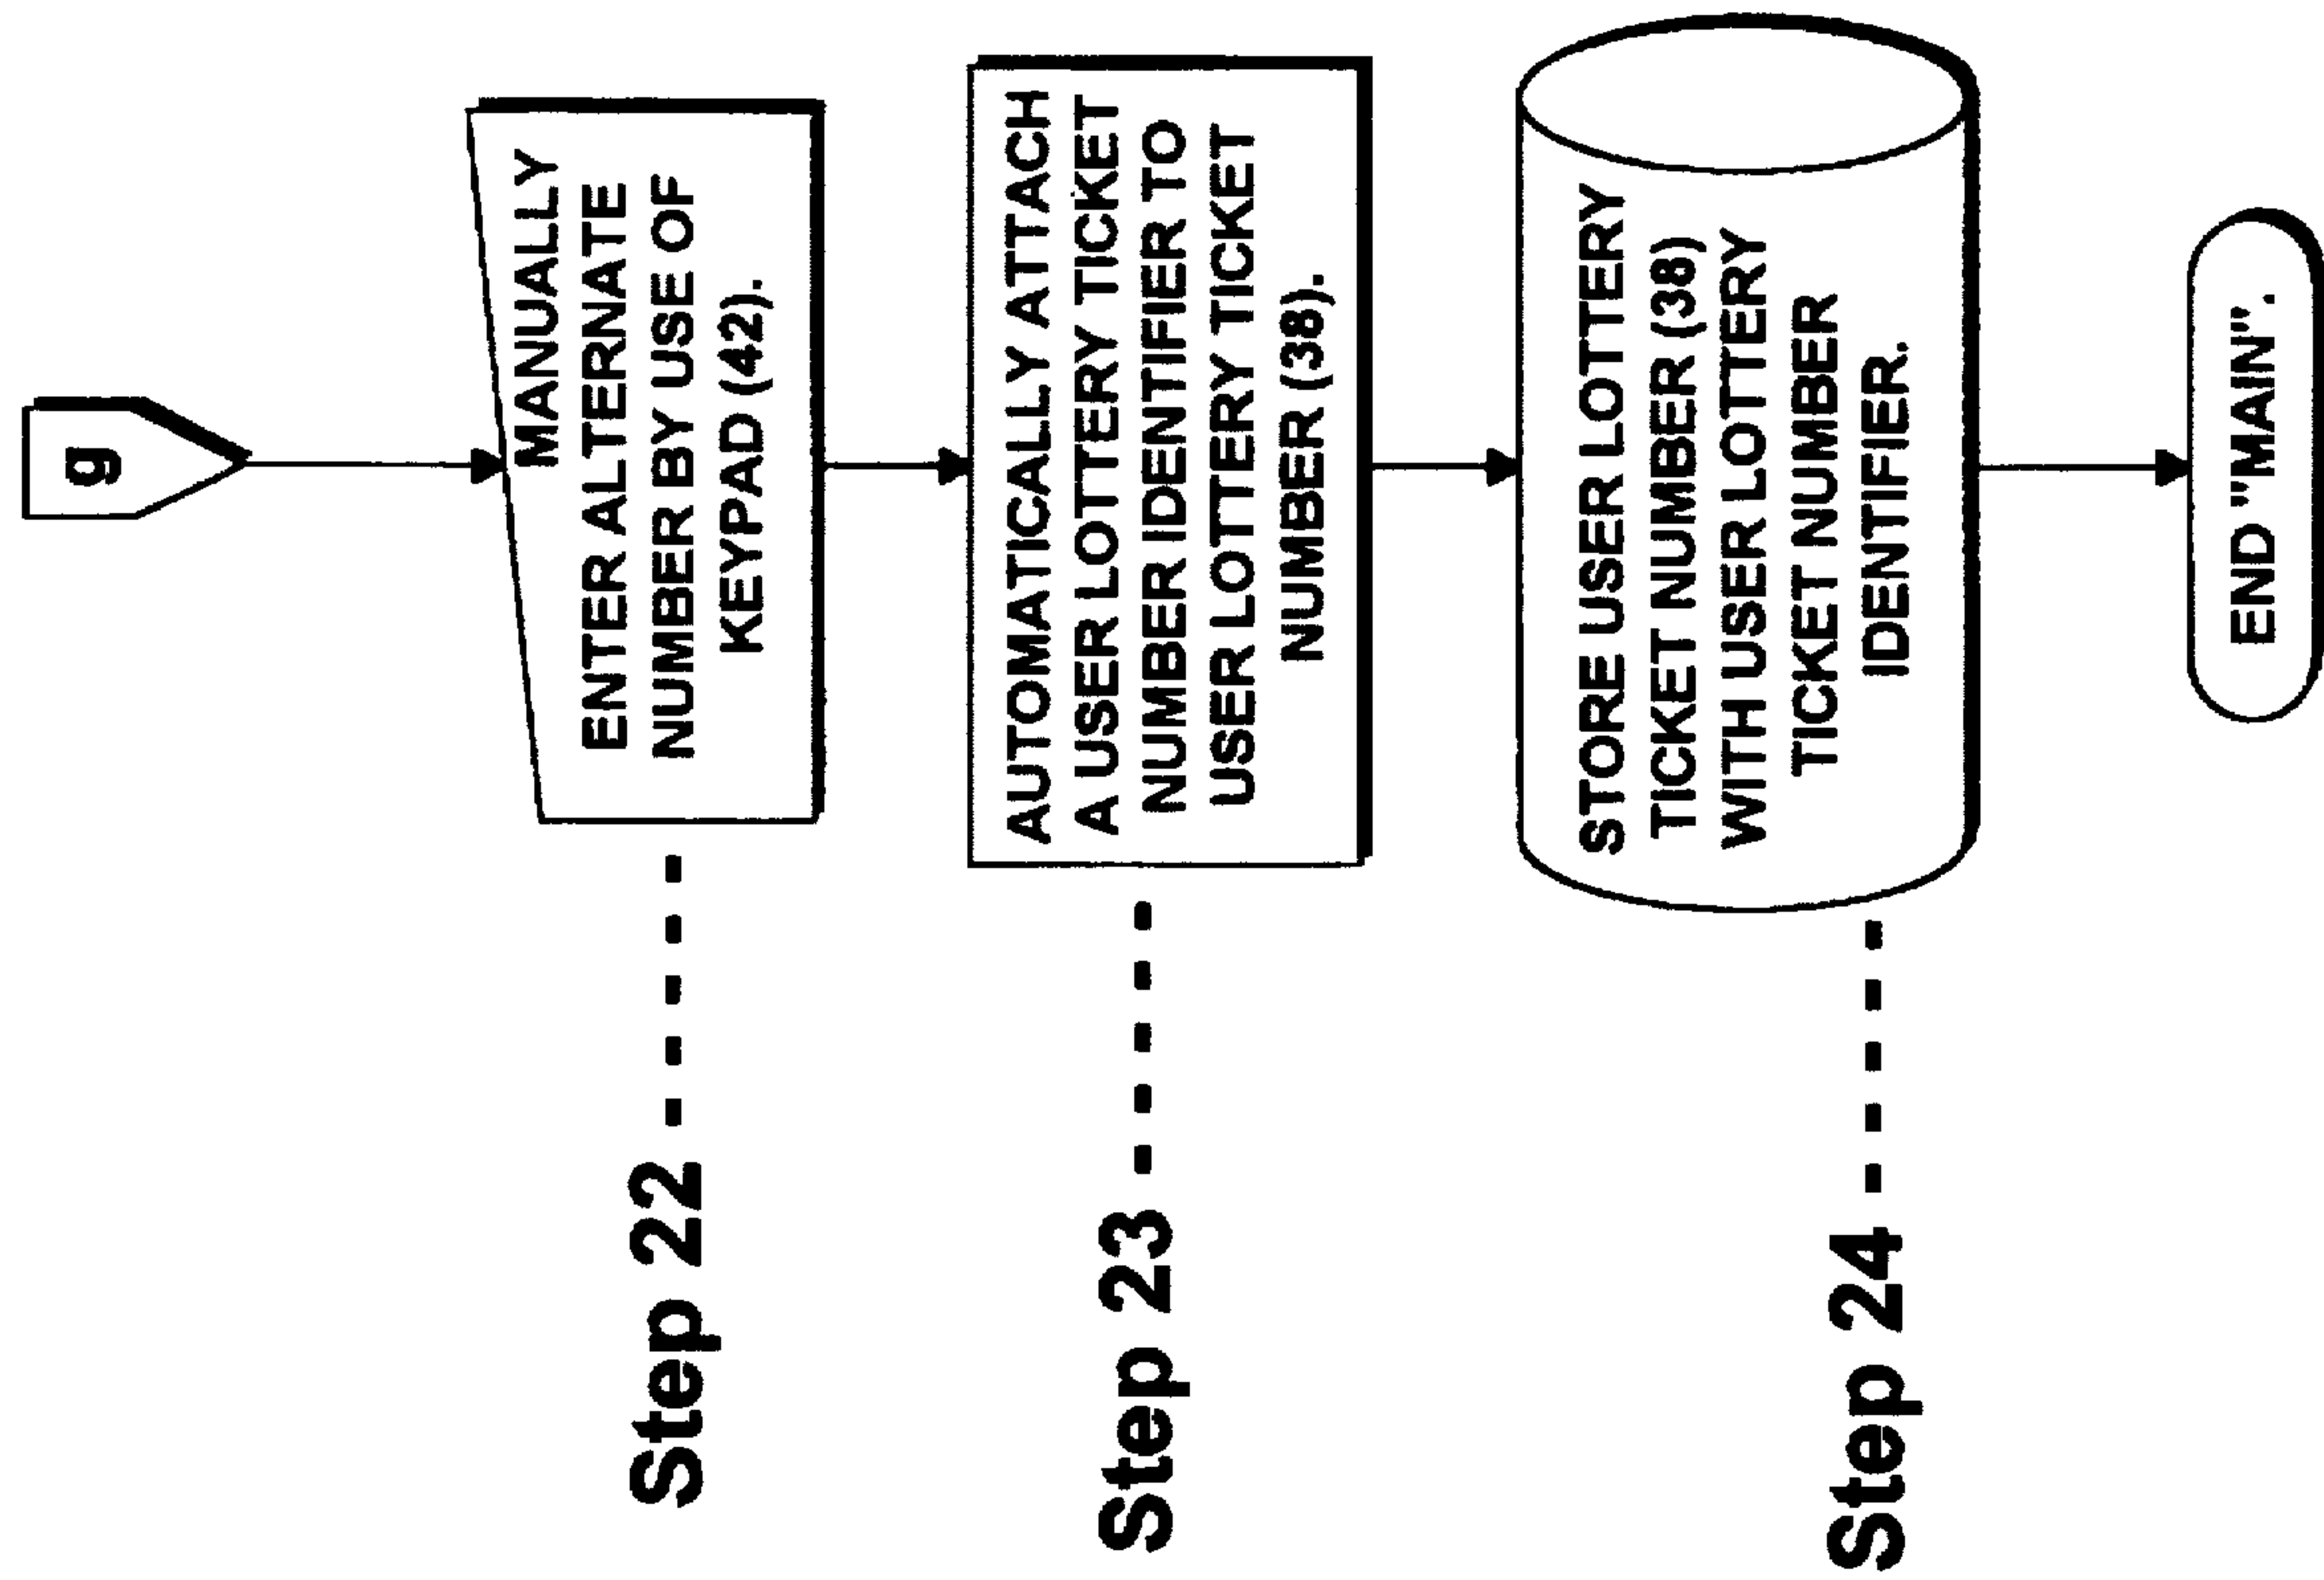 g
MANUALLY
ENTER ALTERNATE
NUMBER BY USE OF
KEYPAD (42).
Step 22
AUTOMATICALLY ATTACH
A USER LOTTERY TICKET
NUMBER IDENTIFIER TO
USER LOTTERY TICKET
NUMBER (38).
Step 23
STORE USER LOTTERY
TICKET NUMBER (38)
WITH USER LOTTERY
TICKET NUMBER
IDENTIFIER.
Step 24
END "MAIN".